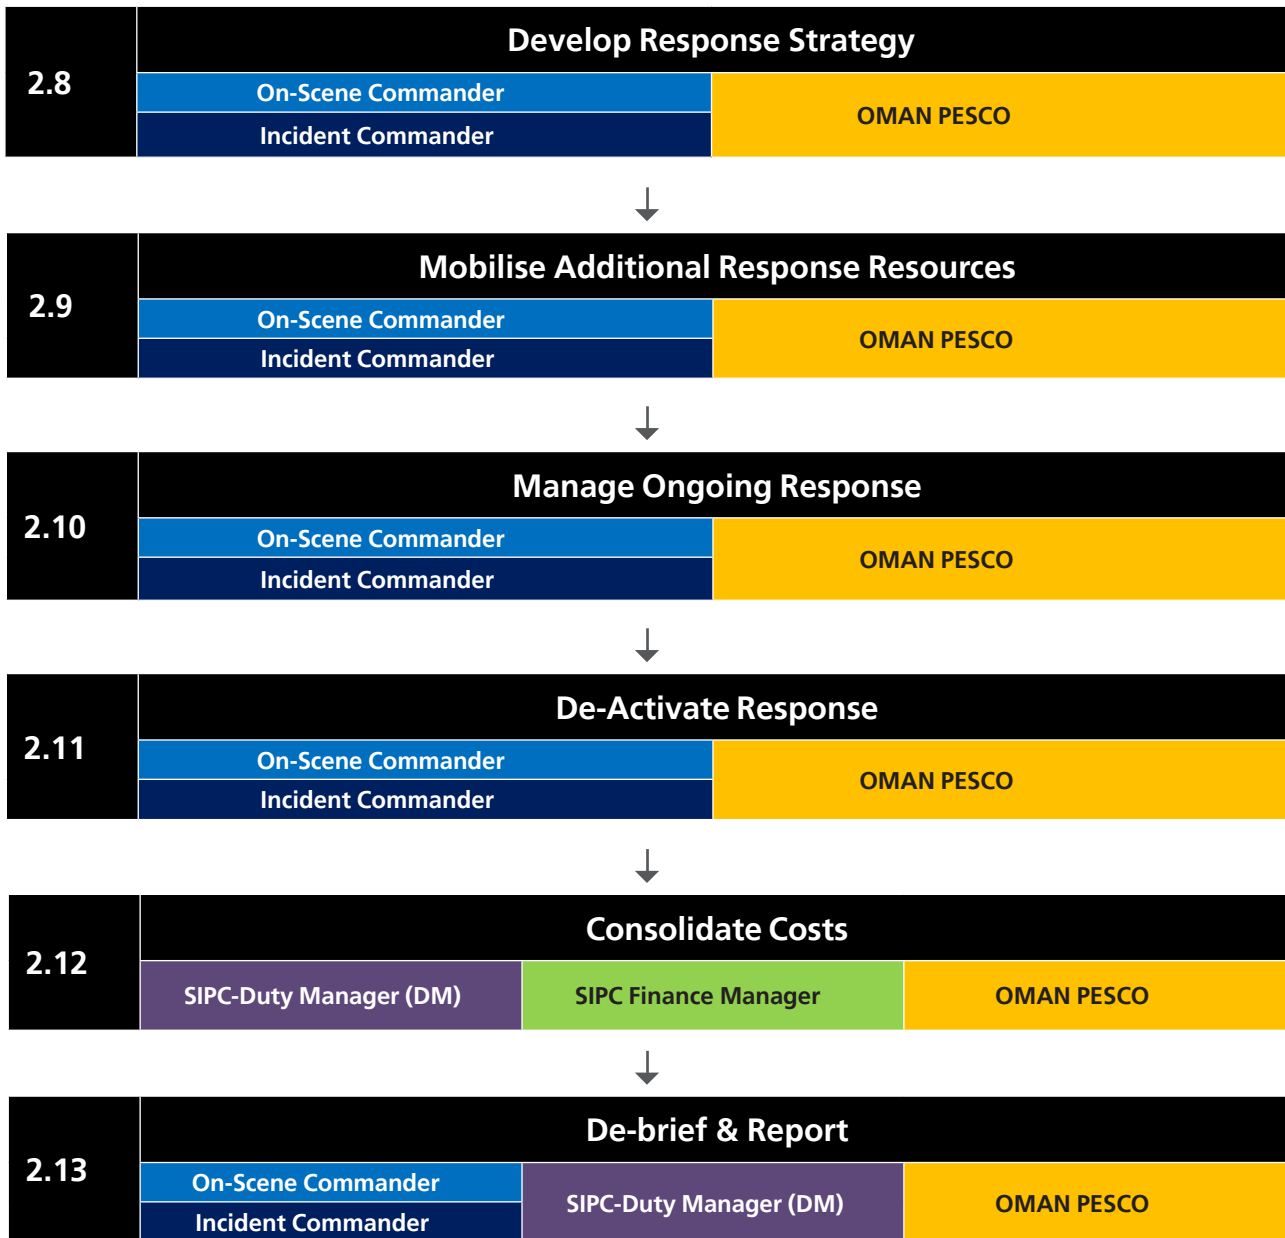 2.8
Develop Response Strategy
On-Scene Commander
Incident Commander
OMAN PESCO
2.9
Mobilise Additional Response Resources
On-Scene Commander
Incident Commander
OMAN PESCO
2.10
Manage Ongoing Response
On-Scene Commander
Incident Commander
OMAN PESCO
2.11
De-Activate Response
On-Scene Commander
Incident Commander
OMAN PESCO
2.12
Consolidate Costs
SIPC-Duty Manager (DM)
SIPC Finance Manager
OMAN PESCO
2.13
De-brief & Report
On-Scene Commander
Incident Commander
SIPC-Duty Manager (DM)
OMAN PESCO